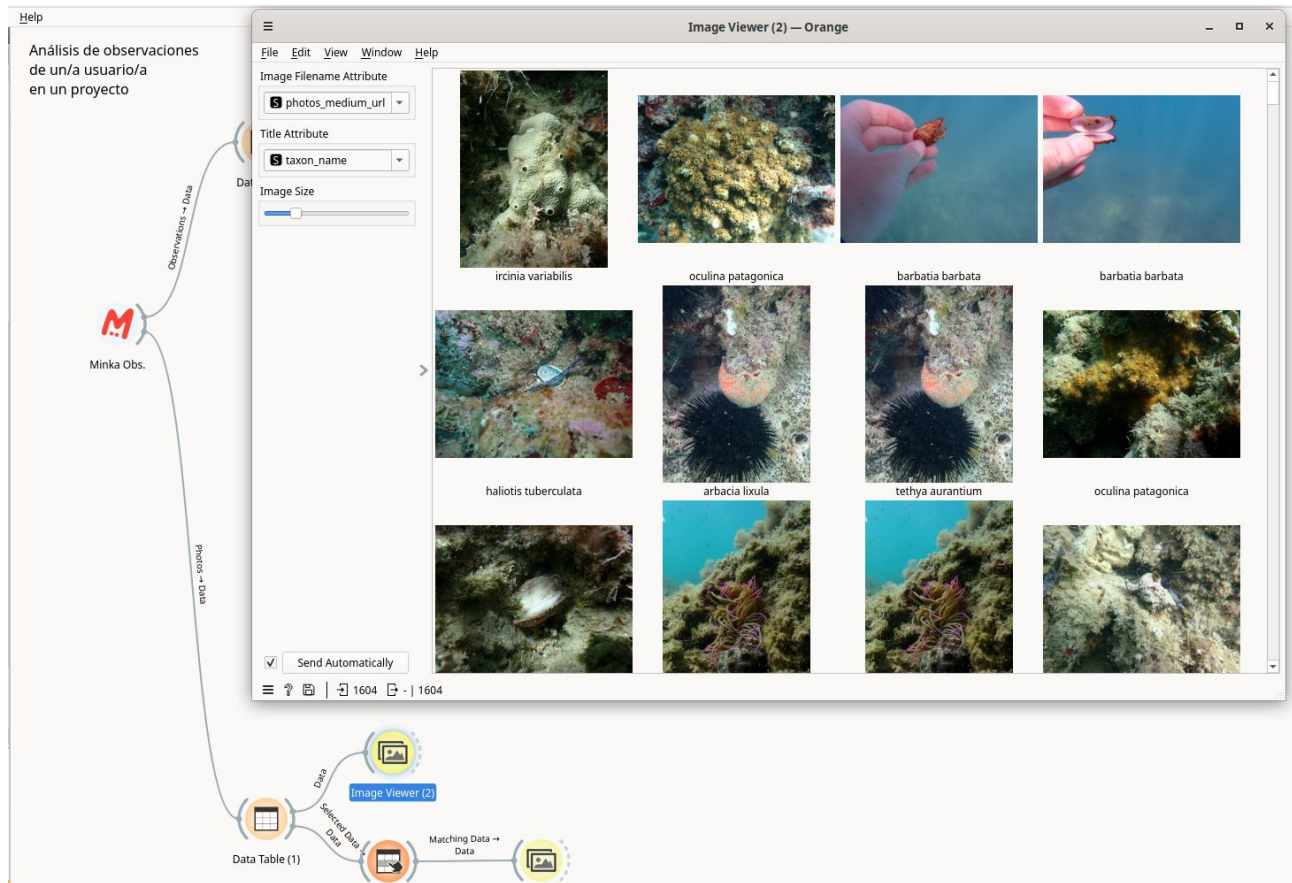 Help
Análisis de observaciones
de un/a usuario/a
en un proyecto
Observations → Data
Minka Obs.
Photos → Data
Image Viewer (2) — Orange
File Edit View Window Help
Image Filename Attribute
S photos_medium_url
Title Attribute
S taxon_name
Image Size
ircinia variabilis
oculina patagonica
barbatia barbata
barbatia barbata
haliotis tuberculata
arbacia lixula
tethya aurantium
oculina patagonica
Send Automatically
1604 - | 1604
Data
Image Viewer (2)
Selected Data →
Data
Data Table (1)
Matching Data →
Data